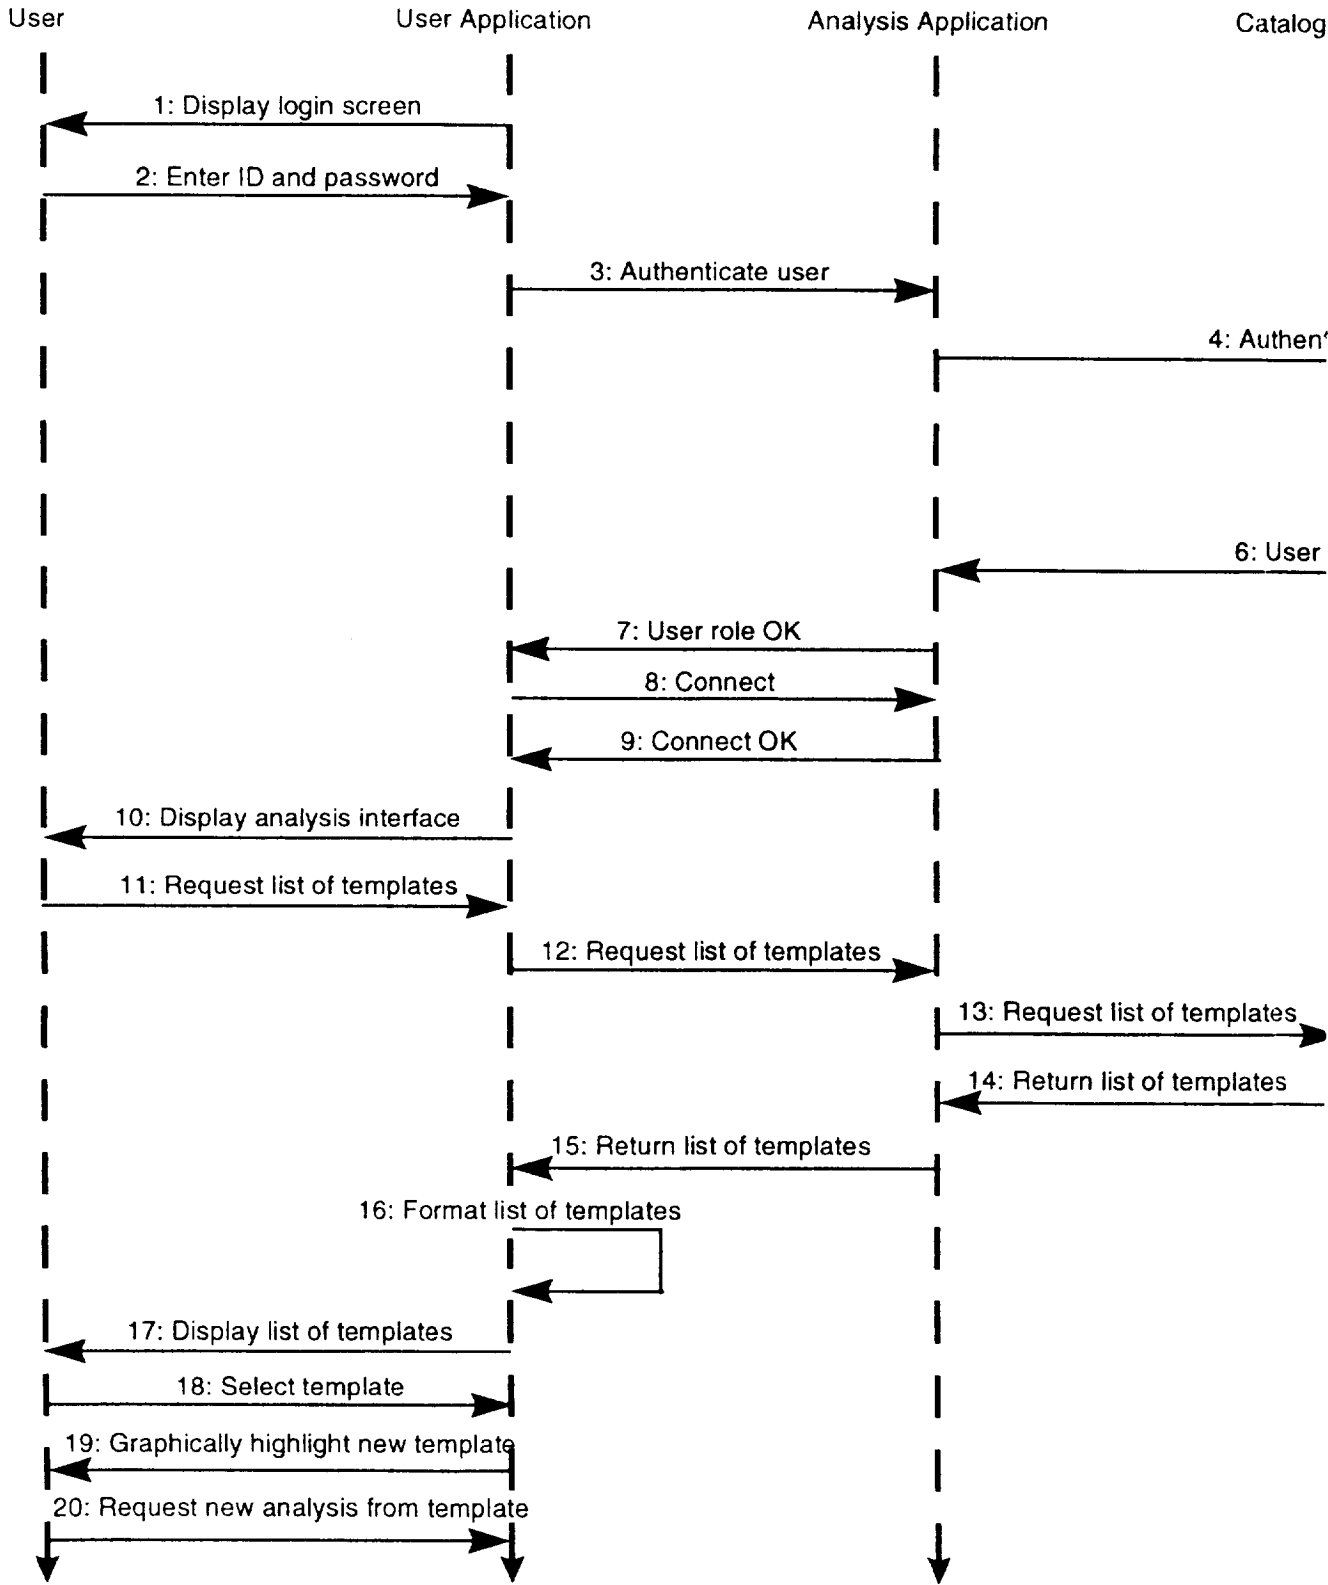 User
User Application
Analysis Application
Catalog
1: Display login screen
2: Enter ID and password
3: Authenticate user
4: Authen
6: User
7: User role OK
8: Connect
9: Connect OK
10: Display analysis interface
11: Request list of templates
12: Request list of templates
13: Request list of templates
14: Return list of templates
15: Return list of templates
16: Format list of templates
17: Display list of templates
18: Select template
19: Graphically highlight new template
20: Request new analysis from template